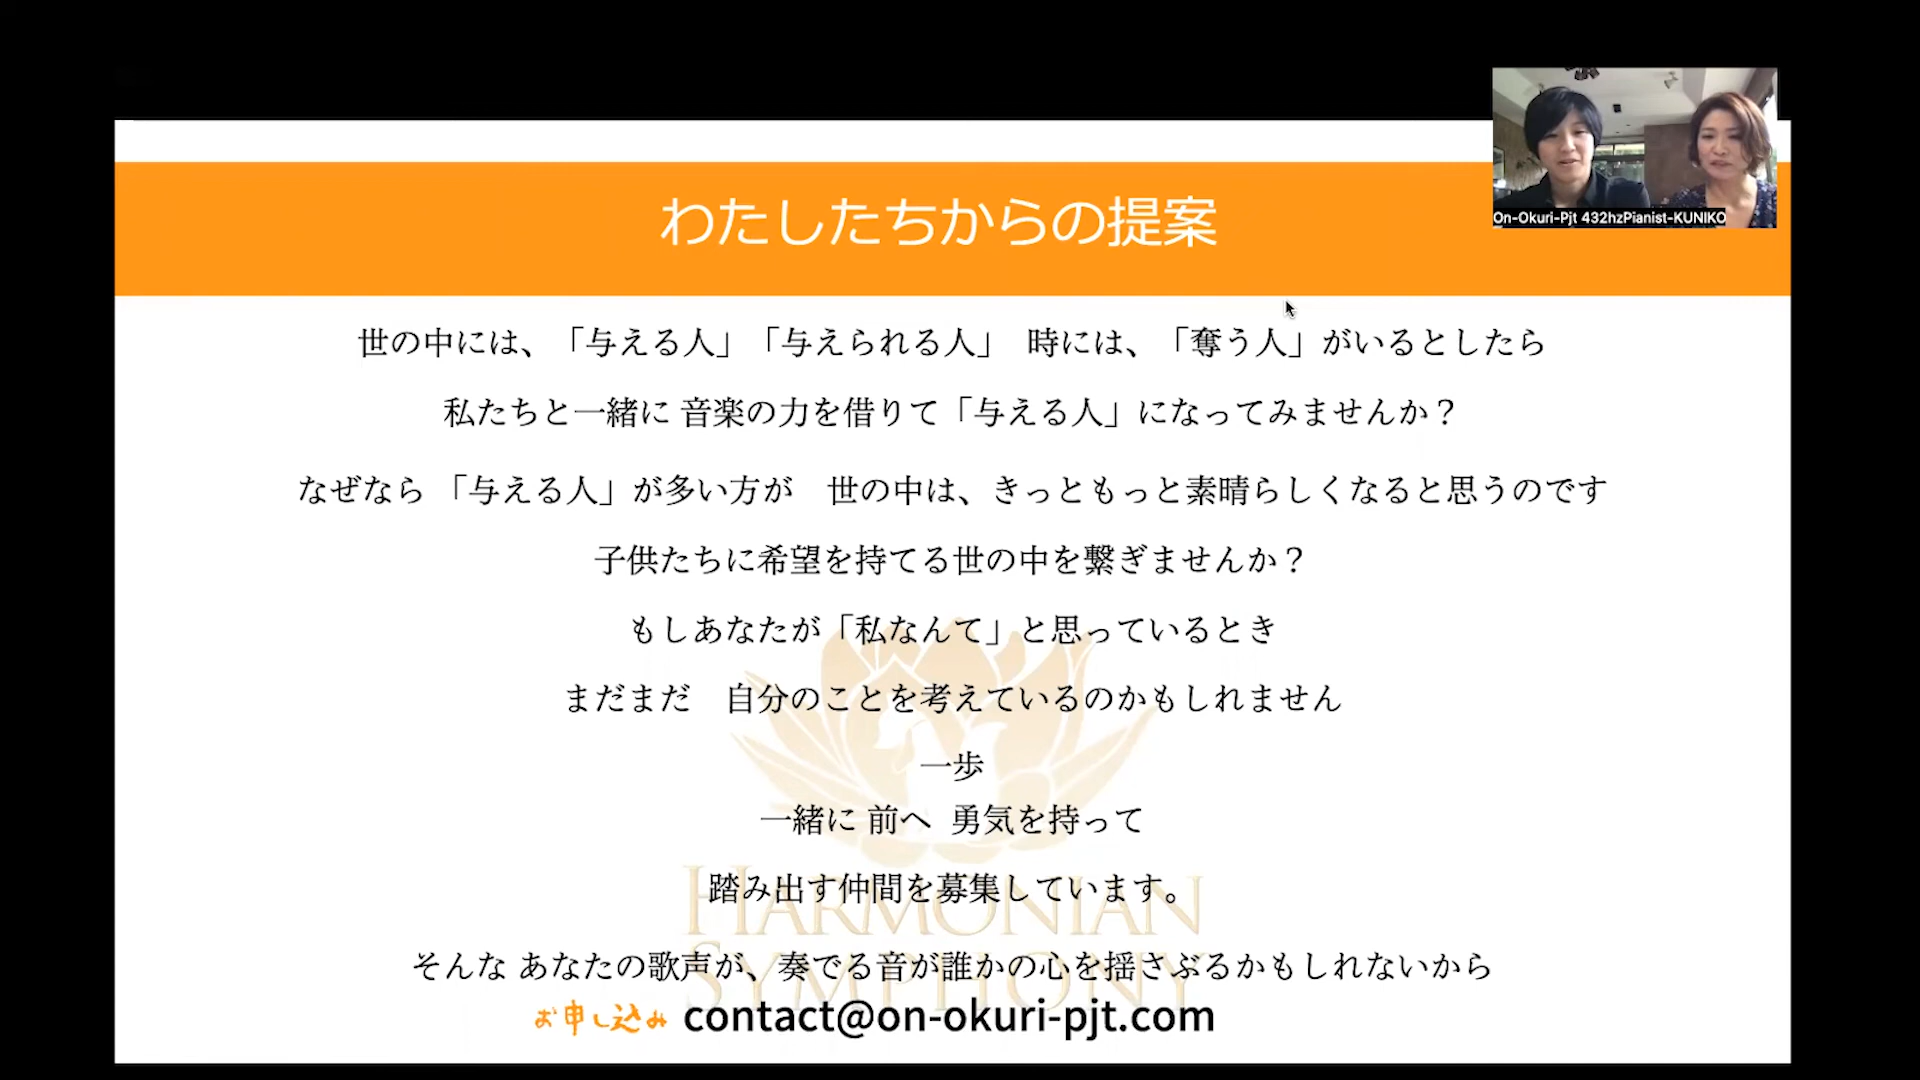 On-Okuri-Pjt 432hzPianist-KUNIKO
わたしたちからの提案
世の中には、「与える人」「与えられる人」 時には、「奪う人」がいるとしたら
私たちと一緒に 音楽の力を借りて「与える人」になってみませんか？
なぜなら 「与える人」が多い方が 世の中は、きっともっと素晴らしくなると思うのです
子供たちに希望を持てる世の中を繋ぎませんか？
もしあなたが「私なんて」と思っているとき
まだまだ 自分のことを考えているのかもしれません
一歩
一緒に 前へ 勇気を持って
踏み出す仲間を募集しています。
HARMONIAN
SYMPHONY
そんな あなたの歌声が、奏でる音が誰かの心を揺さぶるかもしれないから
お申し込み contact@on-okuri-pjt.com